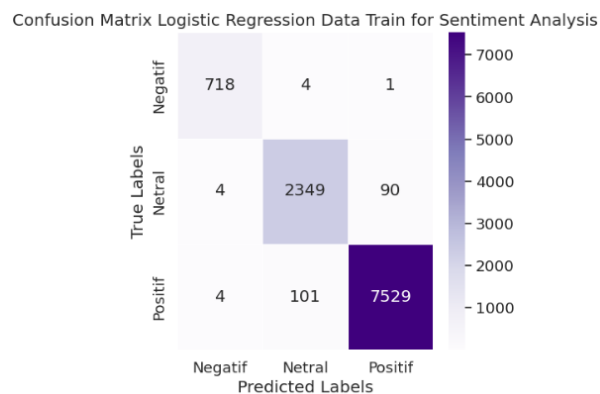 Confusion Matrix Logistic Regression Data Train for Sentiment Analysis
True Labels
Negatif
718 4 1
Netral
4 2349 90
Positif
4 101 7529
Negatif Netral Positif
Predicted Labels
7000
6000
5000
4000
3000
2000
1000